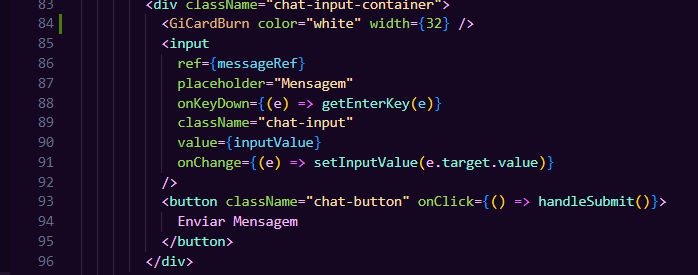 83 <div className="chat-input-container">
84 <GiCardBurn color="white" width={32} />
85 <input
86 ref={messageRef}
87 placeholder="Mensagem"
88 onKeyDown={(e) => getEnterKey(e)}
89 className="chat-input"
90 value={inputValue}
91 onChange={(e) => setInputValue(e.target.value)}
92 />
93 <button className="chat-button" onClick={() => handleSubmit()}>
94 Enviar Mensagem
95 </button>
96 </div>